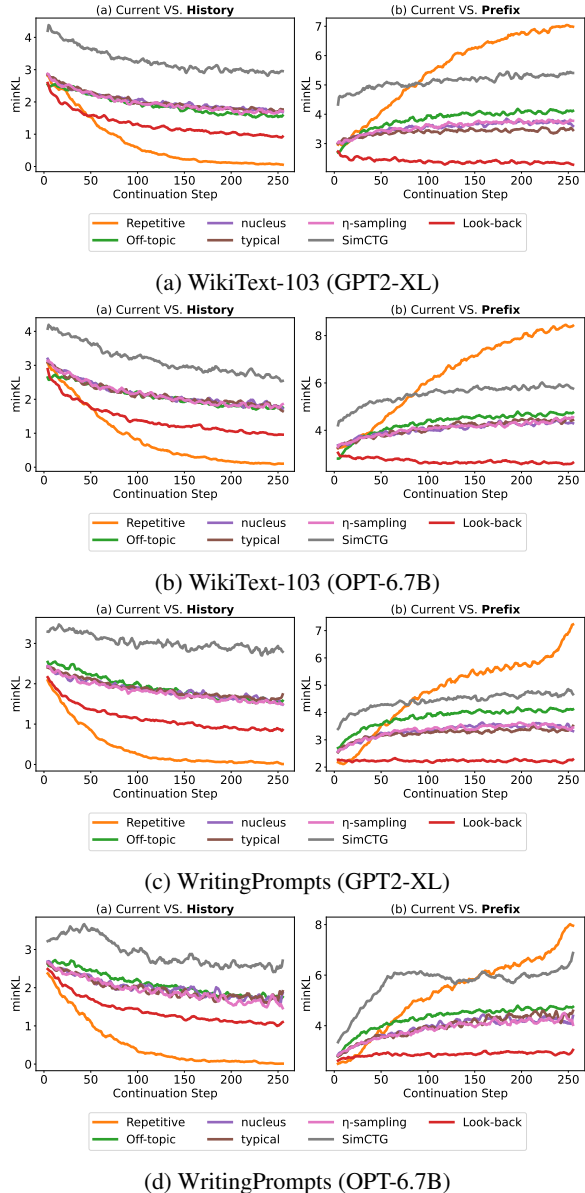 (a) Current VS. History (b) Current VS. Prefix
minKL 4 3 2 1 0 minKL 7 6 5 4 3
0 50 100 150 200 250 0 50 100 150 200 250
Continuation Step Continuation Step
Repetitive nucleus η-sampling Look-back
Off-topic typical SimCTG
(a) WikiText-103 (GPT2-XL)
(a) Current VS. History (b) Current VS. Prefix
minKL 4 3 2 1 0 minKL 8 6 4
0 50 100 150 200 250 0 50 100 150 200 250
Continuation Step Continuation Step
Repetitive nucleus η-sampling Look-back
Off-topic typical SimCTG
(b) WikiText-103 (OPT-6.7B)
(a) Current VS. History (b) Current VS. Prefix
minKL 3 2 1 0 minKL 7 6 5 4 3 2
0 50 100 150 200 250 0 50 100 150 200 250
Continuation Step Continuation Step
Repetitive nucleus η-sampling Look-back
Off-topic typical SimCTG
(c) WritingPrompts (GPT2-XL)
(a) Current VS. History (b) Current VS. Prefix
minKL 3 2 1 0 minKL 8 6 4
0 50 100 150 200 250 0 50 100 150 200 250
Continuation Step Continuation Step
Repetitive nucleus η-sampling Look-back
Off-topic typical SimCTG
(d) WritingPrompts (OPT-6.7B)